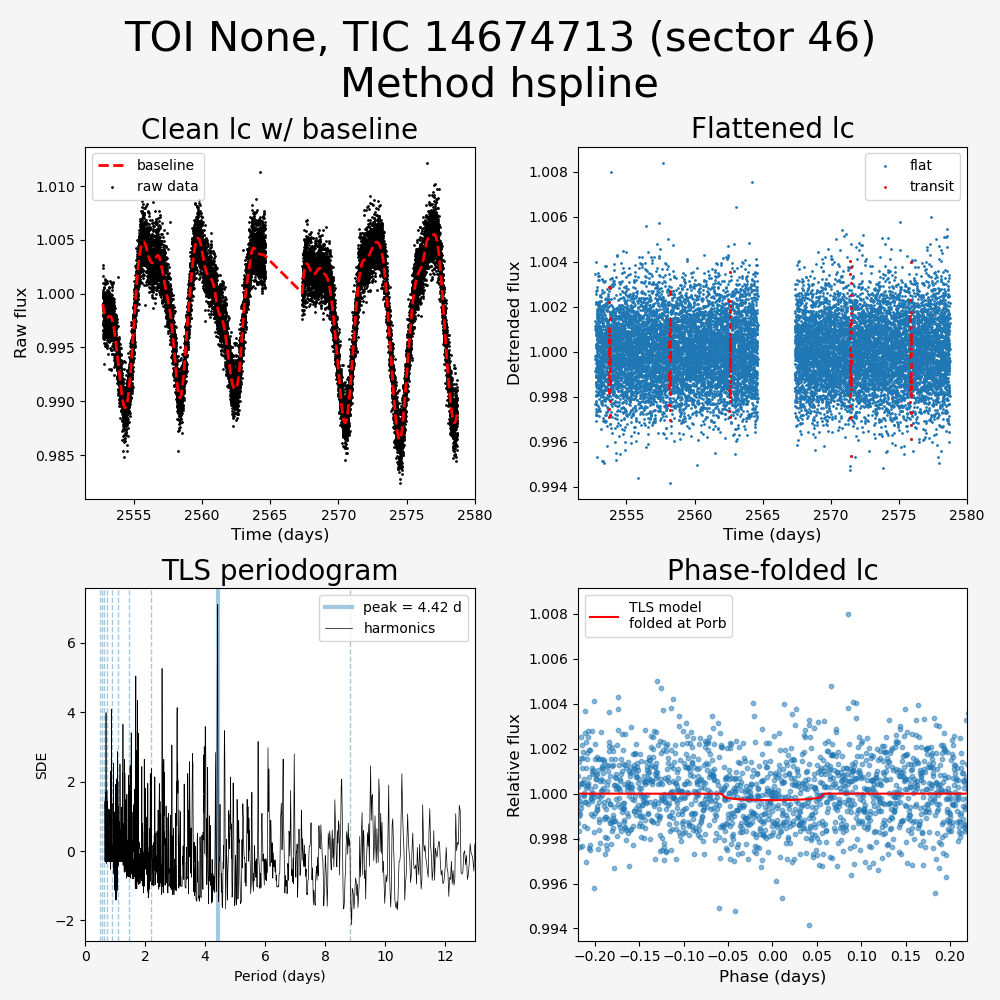 TOI None, TIC 14674713 (sector 46)
Method hspline
Clean lc w/ baseline
baseline
raw data
1.010
1.005
1.000
0.995
0.990
0.985
Raw flux
2555 2560 2565 2570 2575 2580
Time (days)
Flattened lc
flat
transit
1.008
1.006
1.004
1.002
1.000
0.998
0.996
0.994
Detrended flux
2555 2560 2565 2570 2575 2580
Time (days)
TLS periodogram
peak = 4.42 d
harmonics
6
4
2
0
−2
SDE
0 2 4 6 8 10 12
Period (days)
Phase-folded lc
TLS model
folded at Porb
1.008
1.006
1.004
1.002
1.000
0.998
0.996
0.994
Relative flux
−0.20 −0.15 −0.10 −0.05 0.00 0.05 0.10 0.15 0.20
Phase (days)